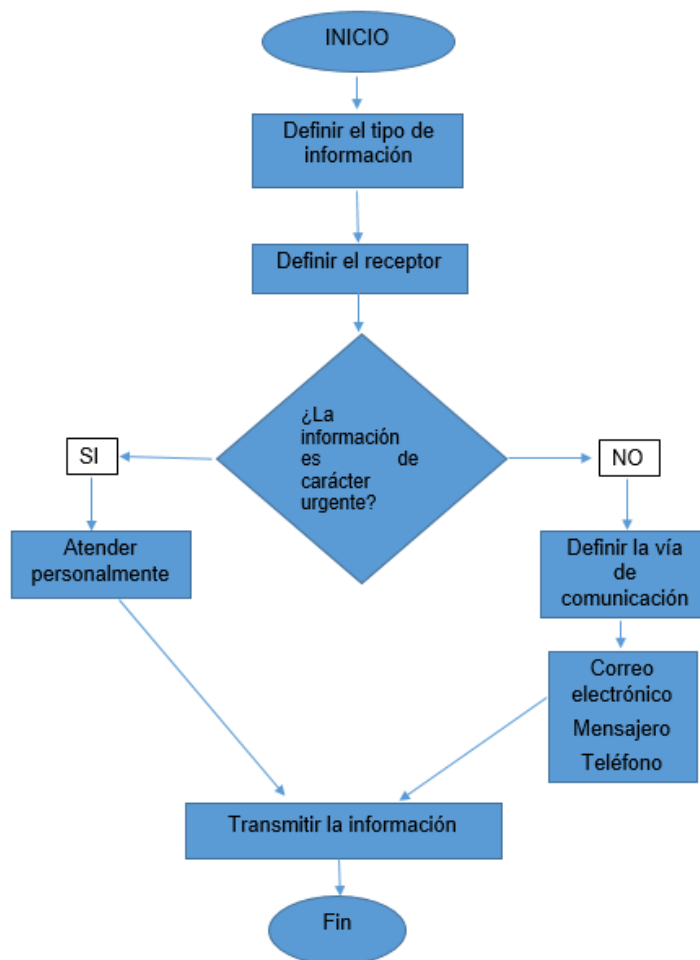 INICIO
Definir el tipo de
información
Definir el receptor
¿La
información
es de
carácter
urgente?
SI
NO
Atender
personalmente
Definir la vía
de
comunicación
Correo
electrónico
Mensajero
Teléfono
Transmitir la información
Fin